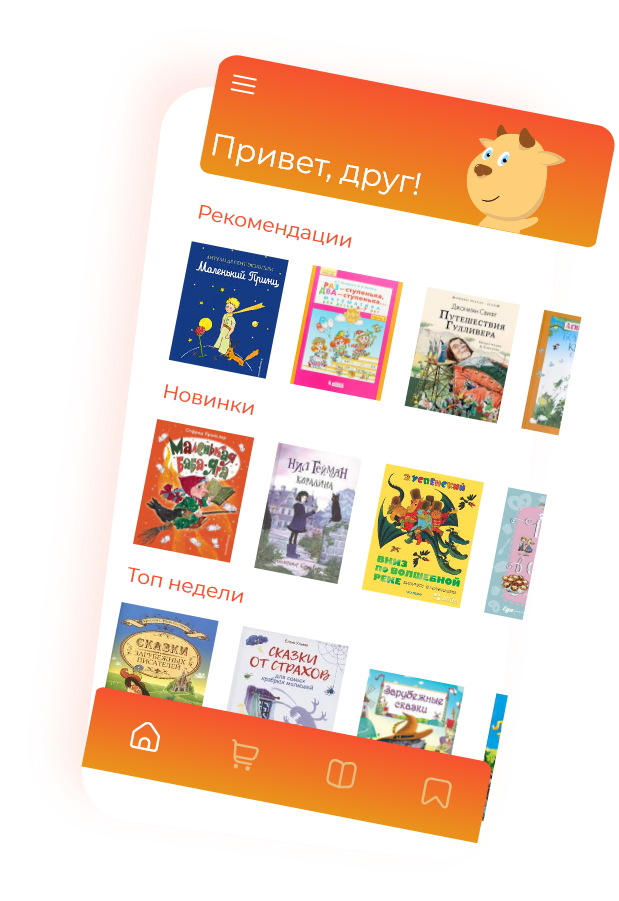 Привет, друг!
Рекомендации
Маленький Принц
РАЗ—ступенька,
ДВА—ступенька...
МАТЕМАТИКА
Джонатан Свифт
ПУТЕШЕСТВИЯ
ГУЛЛИВЕРА
Новинки
Маленькая
Баба-Яга
НИЛ ГЕЙМАН
КОРАЛИНА
УСПЕНСКИЙ
ВНИЗ
ПО ВОЛШЕБНОЙ
РЕКЕ
Топ недели
СКАЗКИ
ЗАРУБЕЖНЫХ
ПИСАТЕЛЕЙ
СКАЗКИ
ОТ СТРАХОВ
для самых
храбрых малышей
Зарубежные
сказки